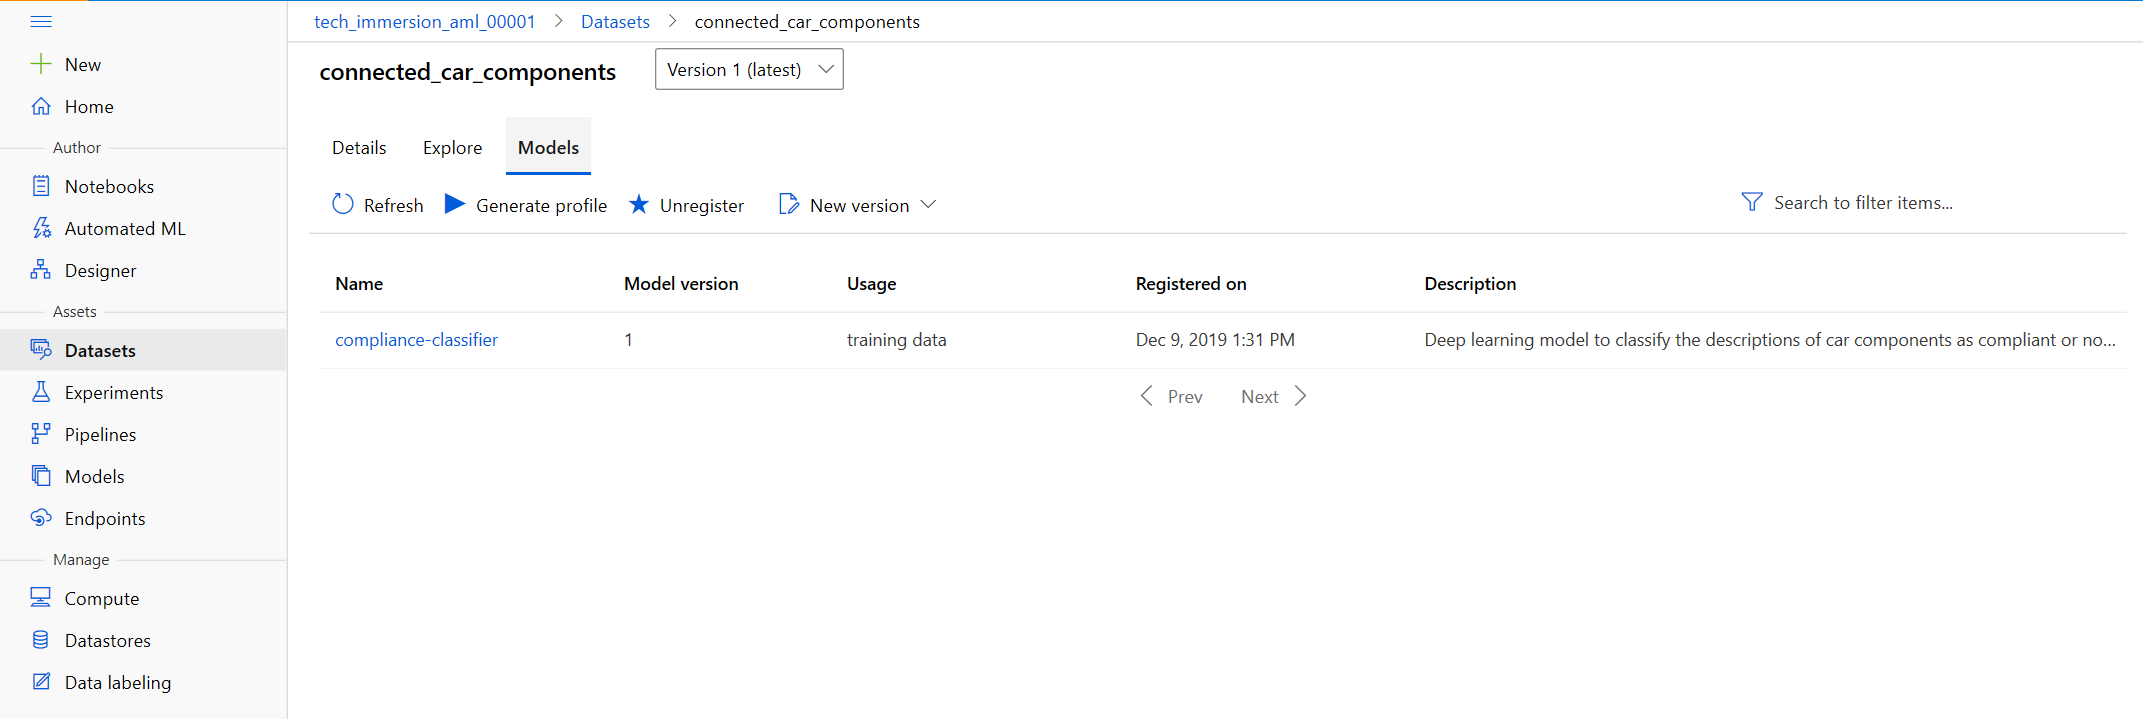 tech_immersion_aml_00001 > Datasets > connected_car_components
New
Home
Author
Notebooks
Automated ML
Designer
Assets
Datasets
Experiments
Pipelines
Models
Endpoints
Manage
Compute
Datastores
Data labeling
connected_car_components Version 1 (latest)
Details Explore Models
Refresh Generate profile Unregister New version Search to filter items...
Name Model version Usage Registered on Description
compliance-classifier 1 training data Dec 9, 2019 1:31 PM Deep learning model to classify the descriptions of car components as compliant or no...
Prev Next